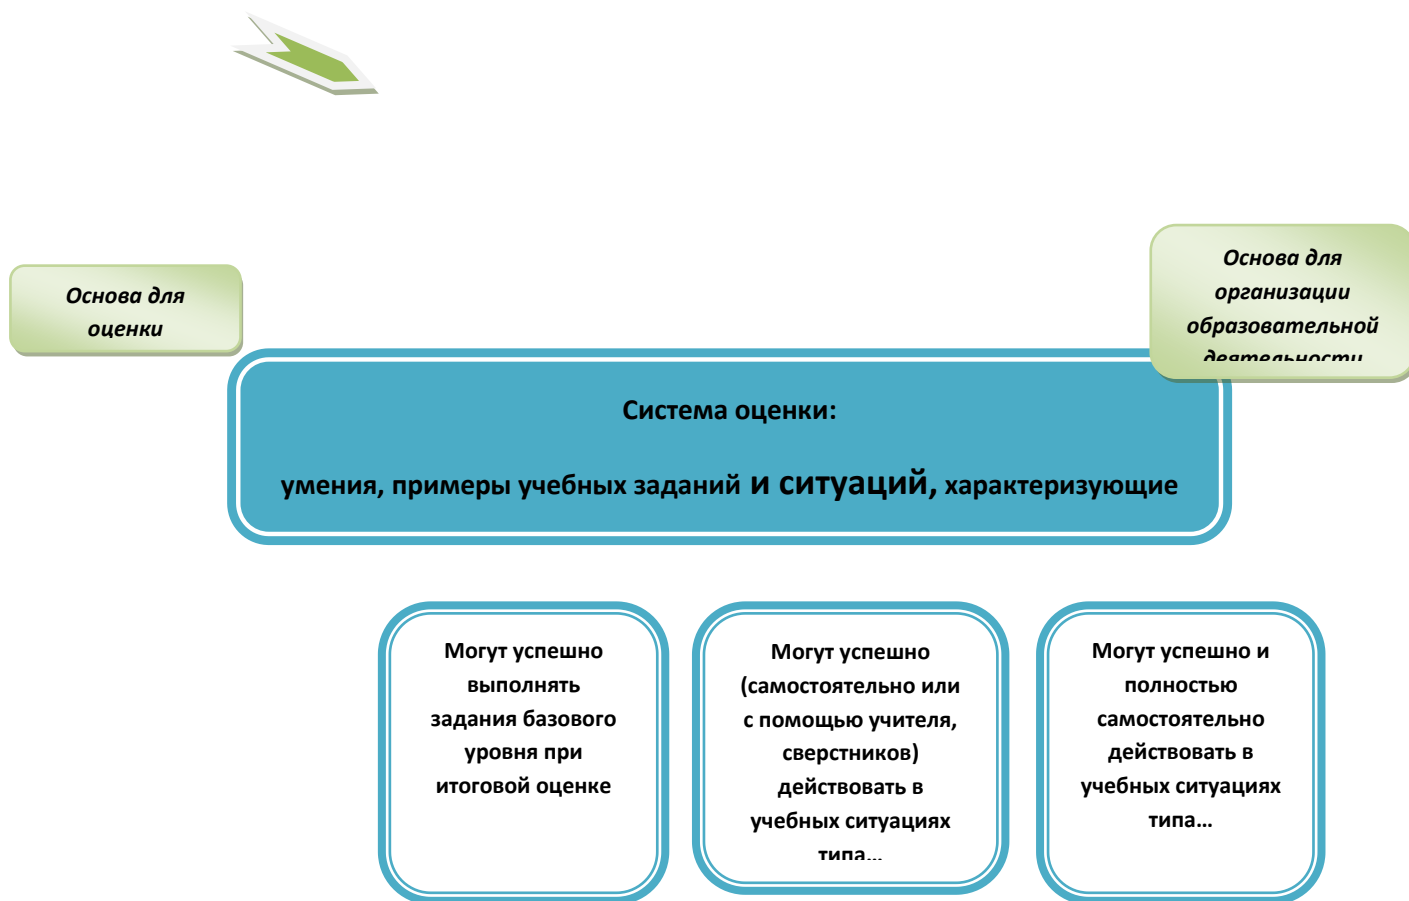 Основа для
оценки
Основа для
организации
образовательной
деятельности
Система оценки:
умения, примеры учебных заданий и ситуаций, характеризующие
Могут успешно
выполнять
задания базового
уровня при
итоговой оценке
Могут успешно
(самостоятельно или
с помощью учителя,
сверстников)
действовать в
учебных ситуациях
типа…
Могут успешно и
полностью
самостоятельно
действовать в
учебных ситуациях
типа…